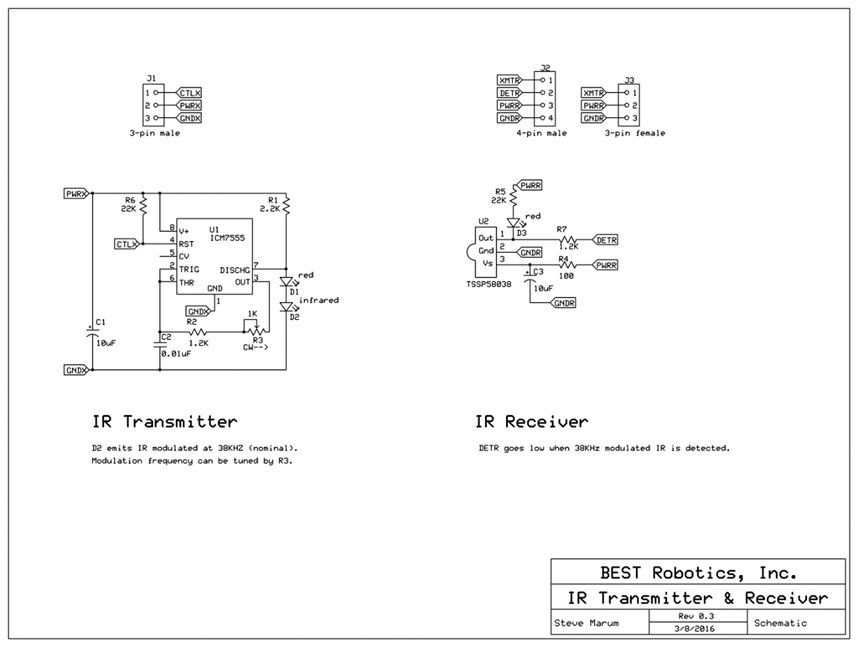 J1
1 CTLX
2 PWRX
3 GNDX
3-pin male
J2
XMTR 1
DETR 2
PWRR 3
GNDR 4
4-pin male
J3
XMTR 1
PWRR 2
GNDR 3
3-pin female
PWRX
R6
22K
R1
2.2K
CTLX
U1
ICM7555
8 V+
4 RST
5 CV
2 TRIG
6 THR
DISCHG 7
OUT 3
GND
1
GNDX
red
D1
infrared
D2
R2
1.2K
1K
R3
CW-->
C2
0.01uF
+
C1
10uF
GNDX
PWRR
R5
22K
red
D3
U2
Out 1
Gnd 2
Vs 3
TSSP58038
R7
1.2K
DETR
GNDR
R4
100
PWRR
+
C3
10uF
GNDR
IR Transmitter
D2 emits IR modulated at 38KHZ (nominal).
Modulation frequency can be tuned by R3.
IR Receiver
DETR goes low when 38KHz modulated IR is detected.
BEST Robotics, Inc.
IR Transmitter & Receiver
Steve Marum
Rev 0.3
3/8/2016
Schematic